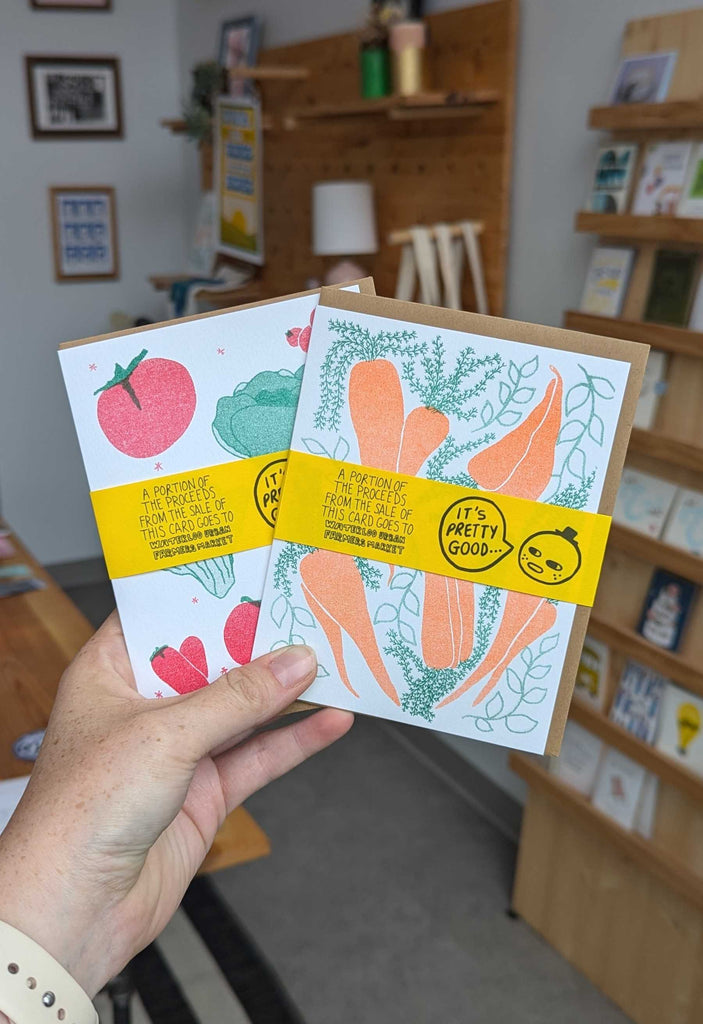 A PORTION OF
THE PROCEEDS
FROM THE SALE OF
THIS CARD GOES TO
WATERLOO URBAN
FARMERS MARKET
IT'S
PRE
G
A PORTION OF
THE PROCEEDS
FROM THE SALE OF
THIS CARD GOES TO
WATERLOO URBAN
FARMERS MARKET
IT'S
PRETTY
GOOD...